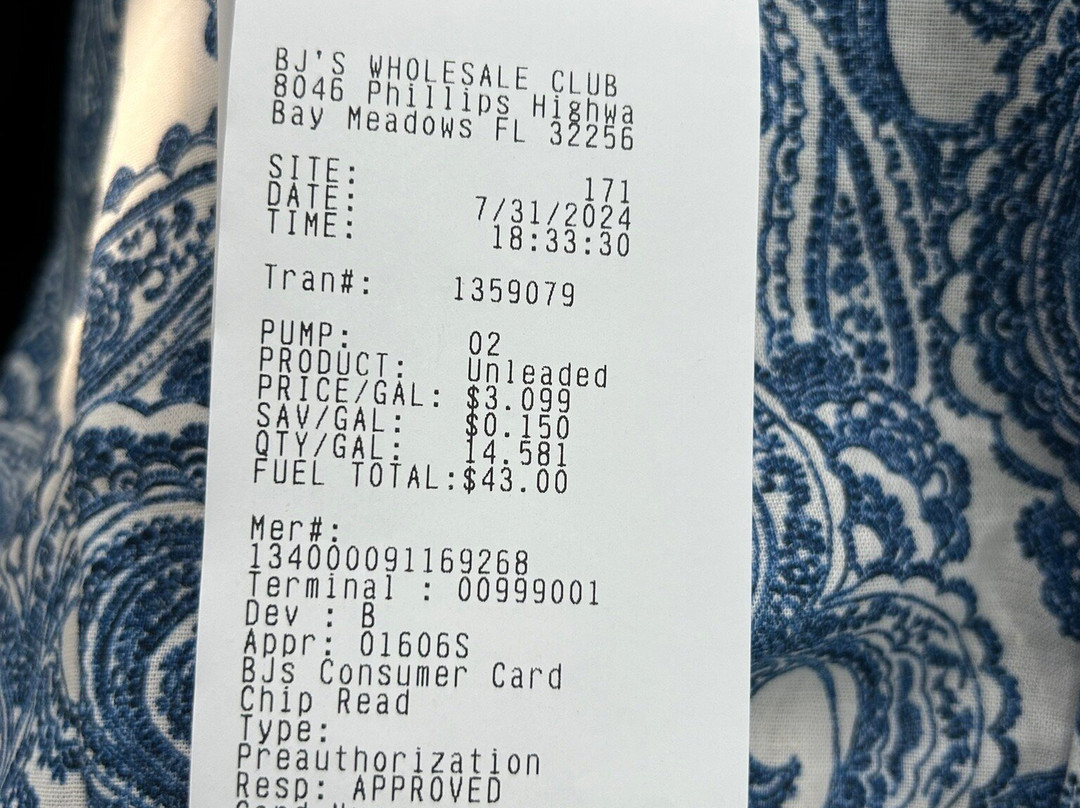 BJ'S WHOLESALE CLUB
8046 Phillips Highwa
Bay Meadows FL 32256
SITE: 171
DATE: 7/31/2024
TIME: 18:33:30
Tran#: 1359079
PUMP: 02
PRODUCT: Unleaded
PRICE/GAL: $3.099
SAV/GAL: $0.150
QTY/GAL: 14.581
FUEL TOTAL:$43.00
Mer#:
134000091169268
Terminal : 00999001
Dev : B
Appr: 01606S
BJs Consumer Card
Chip Read
Type:
Preauthorization
Resp: APPROVED